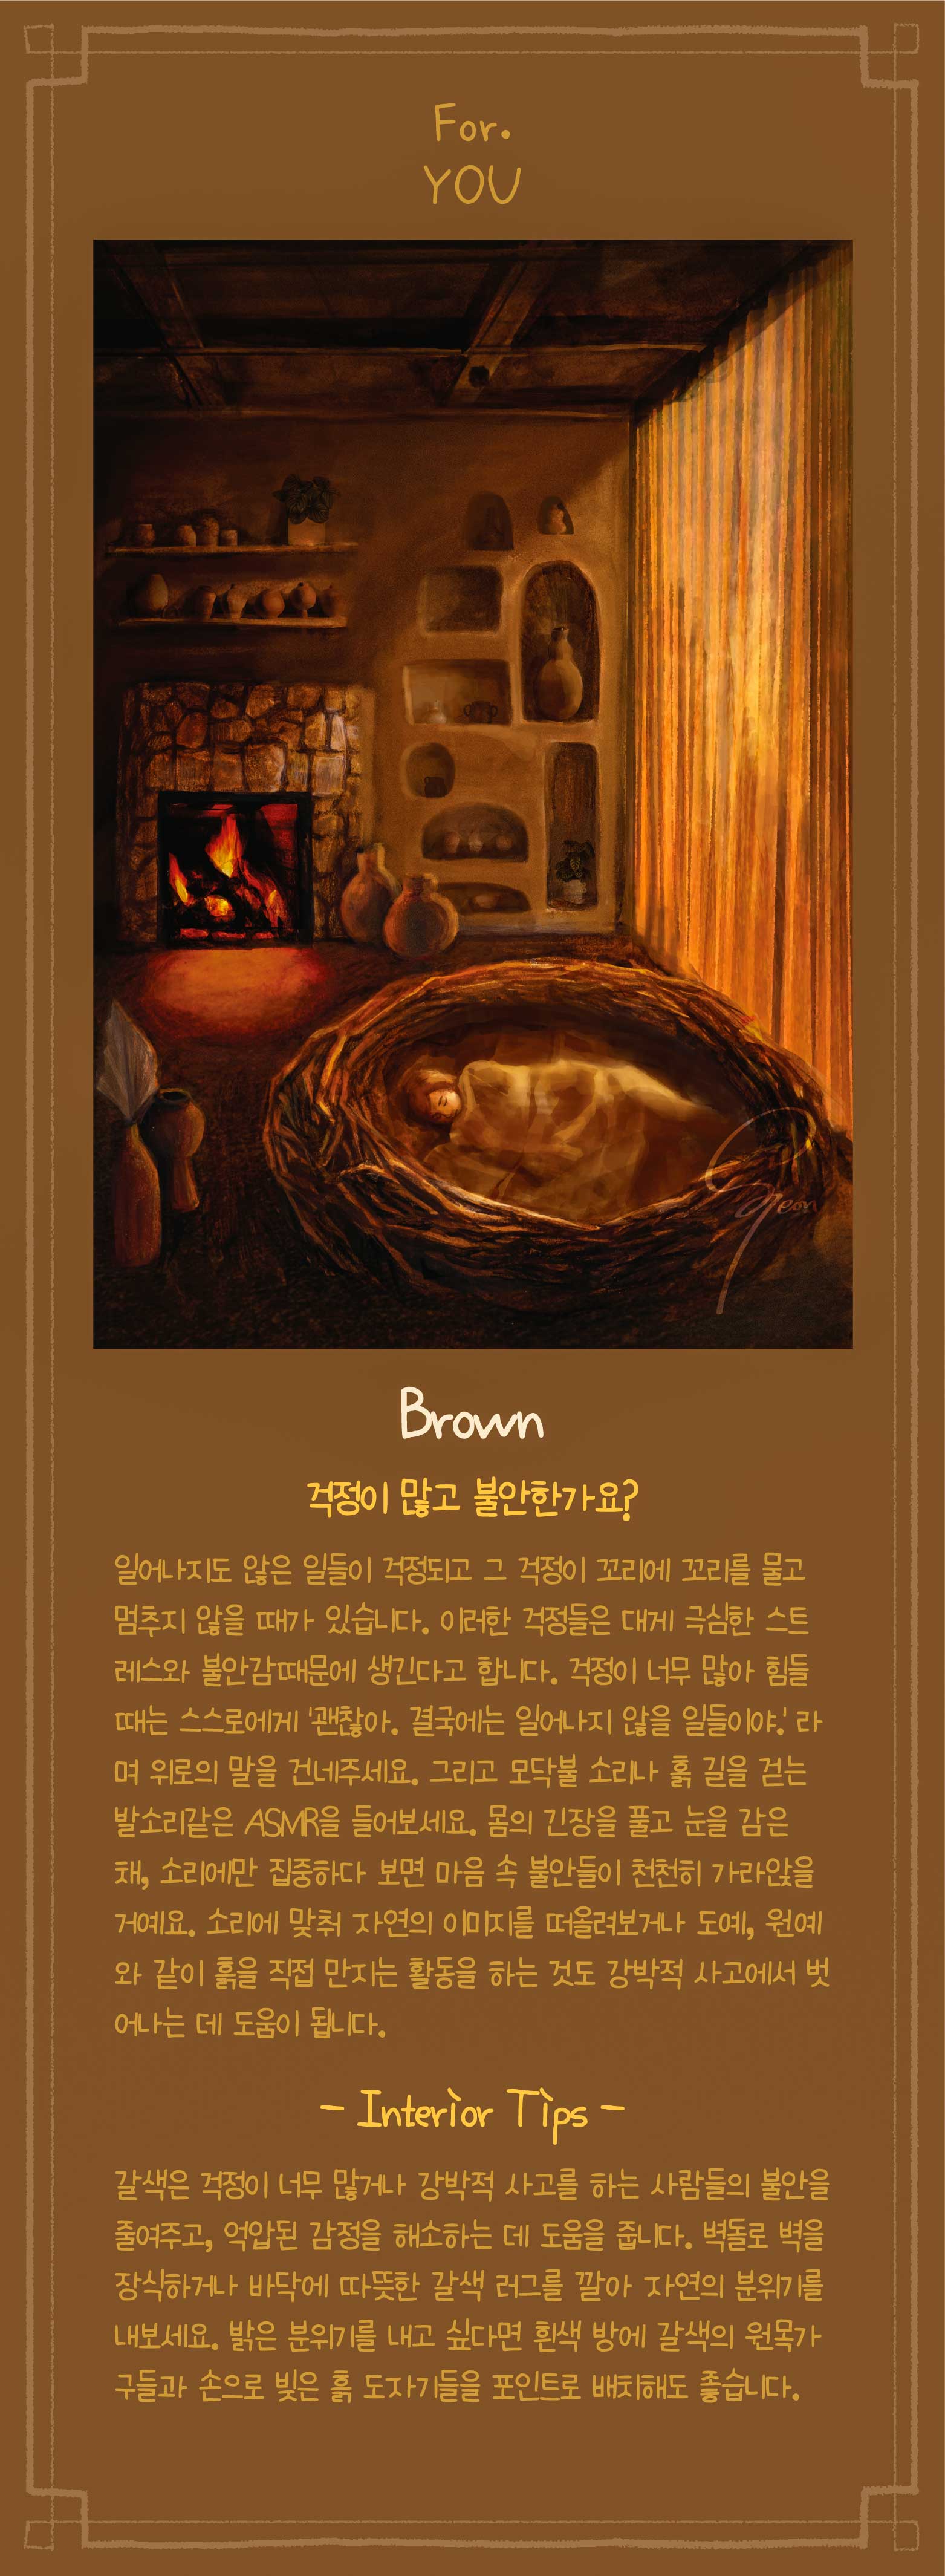 For.
YOU
Yeon
Brown
걱정이 많고 불안한가요?
일어나지도 않은 일들이 걱정되고 그 걱정이 꼬리에 꼬리를 물고
멈추지 않을 때가 있습니다. 이러한 걱정들은 대게 극심한 스트
레스와 불안감때문에 생긴다고 합니다. 걱정이 너무 많아 힘들
때는 스스로에게 '괜찮아. 결국에는 일어나지 않을 일들이야.' 라
며 위로의 말을 건네주세요. 그리고 모닥불 소리나 흙 길을 걷는
발소리같은 ASMR을 들어보세요. 몸의 긴장을 풀고 눈을 감은
채, 소리에만 집중하다 보면 마음 속 불안들이 천천히 가라앉을
거예요. 소리에 맞춰 자연의 이미지를 떠올려보거나 도예, 원예
와 같이 흙을 직접 만지는 활동을 하는 것도 강박적 사고에서 벗
어나는 데 도움이 됩니다.
- Interior Tips -
갈색은 걱정이 너무 많거나 강박적 사고를 하는 사람들의 불안을
줄여주고, 억압된 감정을 해소하는 데 도움을 줍니다. 벽돌로 벽을
장식하거나 바닥에 따뜻한 갈색 러그를 깔아 자연의 분위기를
내보세요. 밝은 분위기를 내고 싶다면 흰색 방에 갈색의 원목가
구들과 손으로 빚은 흙 도자기들을 포인트로 배치해도 좋습니다.